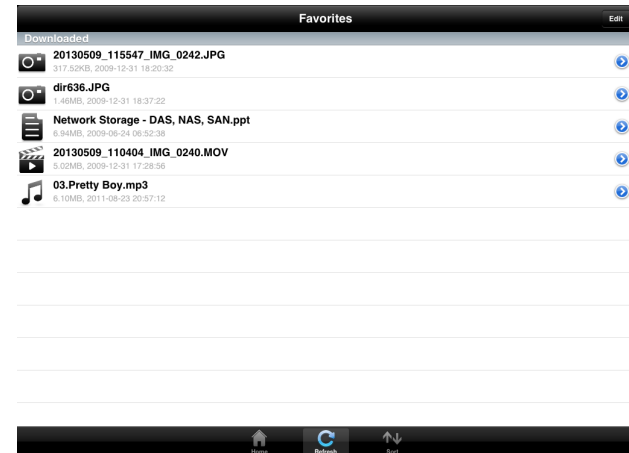 Favorites
Edit
Downloaded
20130509_115547_IMG_0242.JPG
317.52KB, 2009-12-31 18:20:32
dir636.JPG
1.46MB, 2009-12-31 18:37:22
Network Storage - DAS, NAS, SAN.ppt
6.94MB, 2009-06-24 06:52:38
20130509_110404_IMG_0240.MOV
5.02MB, 2009-12-31 17:28:56
03.Pretty Boy.mp3
6.10MB, 2011-08-23 20:57:12
Home Refresh Sort